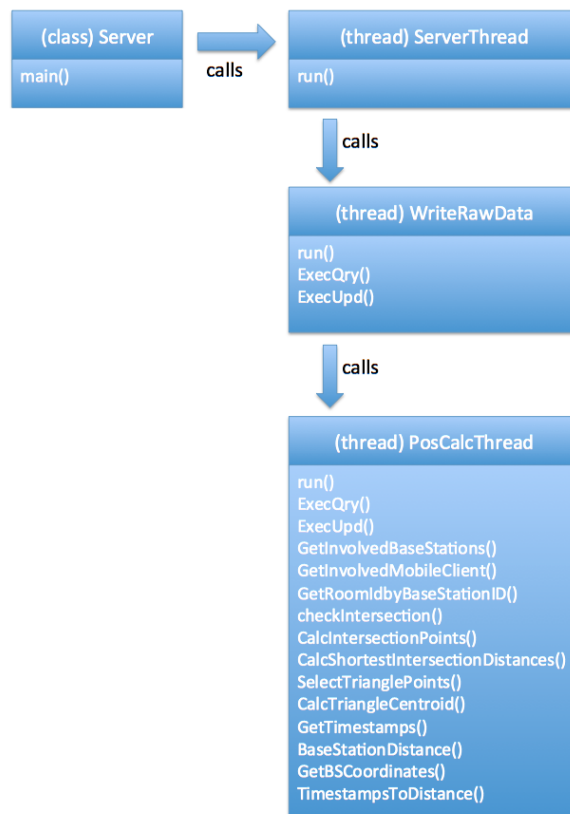 (class) Server
main()
calls
(thread) ServerThread
run()
calls
(thread) WriteRawData
run()
ExecQry()
ExecUpd()
calls
(thread) PosCalcThread
run()
ExecQry()
ExecUpd()
GetInvolvedBaseStations()
GetInvolvedMobileClient()
GetRoomIdbyBaseStationID()
checkIntersection()
CalcIntersectionPoints()
CalcShortestIntersectionDistances()
SelectTrianglePoints()
CalcTriangleCentroid()
GetTimestamps()
BaseStationDistance()
GetBSCoordinates()
TimestampsToDistance()